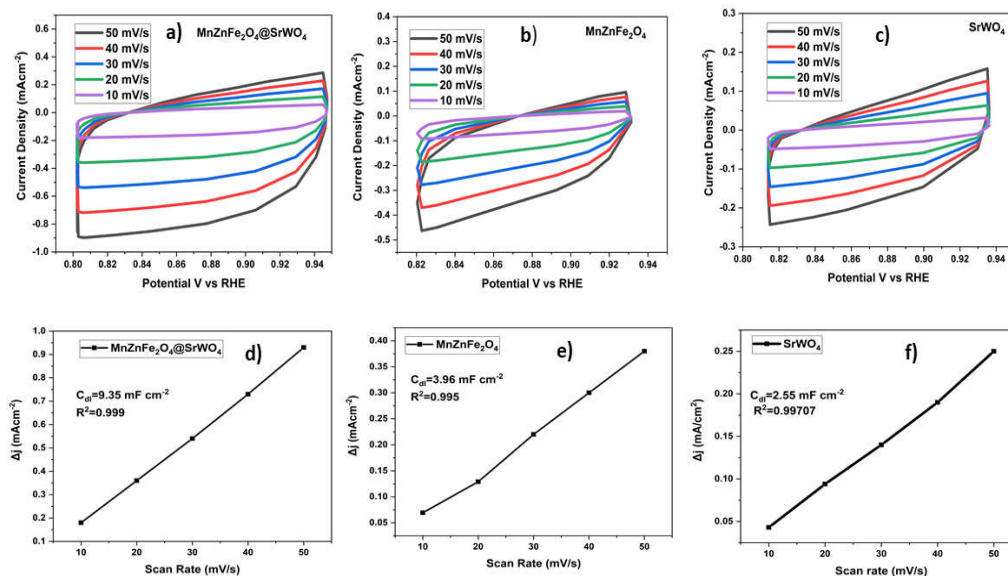 a)
MnZnFe₂O₄@SrWO₄
50 mV/s
40 mV/s
30 mV/s
20 mV/s
10 mV/s
Current Density (mAcm⁻²)
0.6
0.4
0.2
0.0
-0.2
-0.4
-0.6
-0.8
-1.0
0.80 0.82 0.84 0.86 0.88 0.90 0.92 0.94
Potential V vs RHE
b)
MnZnFe₂O₄
50 mV/s
40 mV/s
30 mV/s
20 mV/s
10 mV/s
Current Density (mAcm⁻²)
0.4
0.3
0.2
0.1
0.0
-0.1
-0.2
-0.3
-0.4
-0.5
0.82 0.84 0.86 0.88 0.90 0.92 0.94
Potential V vs RHE
c)
SrWO₄
50 mV/s
40 mV/s
30 mV/s
20 mV/s
10 mV/s
Current Density (mAcm⁻²)
0.3
0.2
0.1
0.0
-0.1
-0.2
-0.3
0.80 0.82 0.84 0.86 0.88 0.90 0.92 0.94
Potential V vs RHE
MnZnFe₂O₄@SrWO₄
d)
C_dl=9.35 mF cm⁻²
R²=0.999
Δj (mAcm⁻²)
1.0
0.9
0.8
0.7
0.6
0.5
0.4
0.3
0.2
0.1
10 20 30 40 50
Scan Rate (mV/s)
MnZnFe₂O₄
e)
C_dl=3.96 mF cm⁻²
R²=0.995
Δj (mAcm⁻²)
0.40
0.35
0.30
0.25
0.20
0.15
0.10
0.05
10 20 30 40 50
Scan Rate (mV/s)
SrWO₄
f)
C_dl=2.55 mF cm⁻²
R²=0.99707
Δj (mA/cm²)
0.25
0.15
0.05
10 20 30 40 50
Scan rate (mV/s)